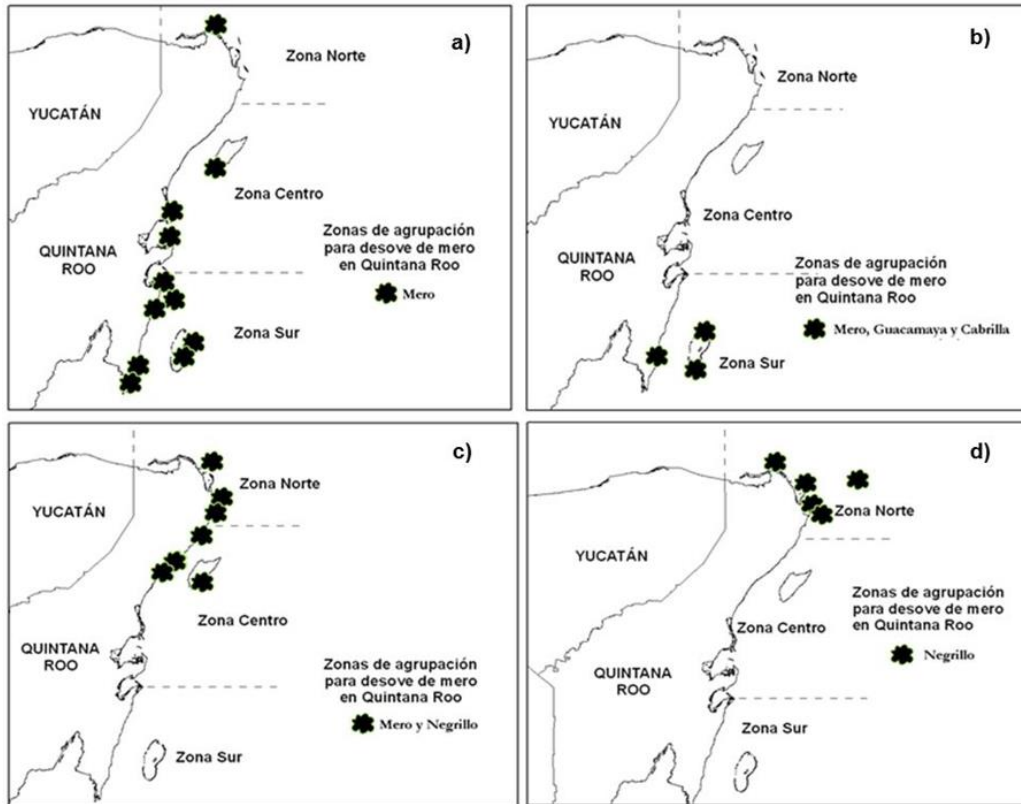 a)
Zona Norte
YUCATÁN
Zona Centro
QUINTANA
ROO
Zonas de agrupación
para desove de mero
en Quintana Roo
Mero
Zona Sur
b)
Zona Norte
YUCATÁN
Zona Centro
QUINTANA
ROO
Zonas de agrupación
para desove de mero
en Quintana Roo
Mero, Guacamaya y Cabrilla
Zona Sur
c)
Zona Norte
YUCATÁN
Zona Centro
QUINTANA
ROO
Zonas de agrupación
para desove de mero
en Quintana Roo
Mero y Negrillo
Zona Sur
d)
Zona Norte
YUCATÁN
Zonas de agrupación
para desove de mero
en Quintana Roo
Zona Centro
Negrillo
QUINTANA
ROO
Zona Sur